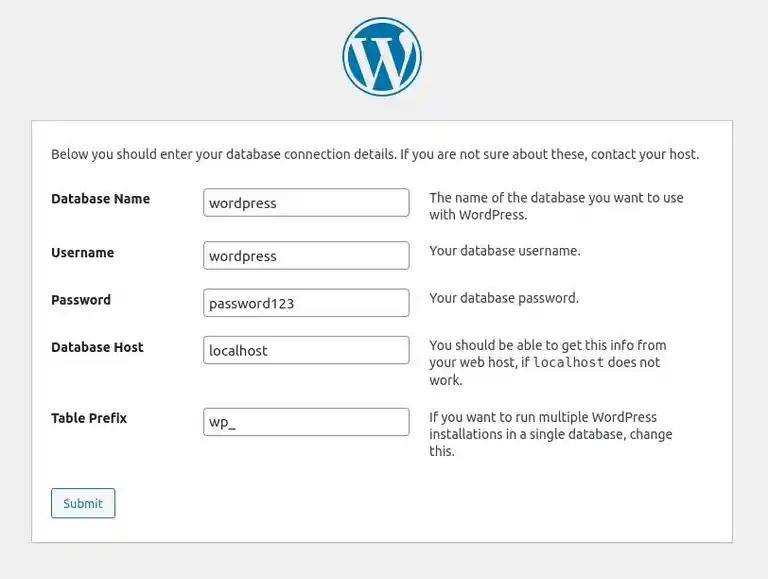 Below you should enter your database connection details. If you are not sure about these, contact your host.
Database Name
wordpress
The name of the database you want to use
with WordPress.
Username
wordpress
Your database username.
Password
password123
Your database password.
Database Host
localhost
You should be able to get this info from
your web host, if localhost does not
work.
Table Prefix
wp_
If you want to run multiple WordPress
installations in a single database, change
this.
Submit